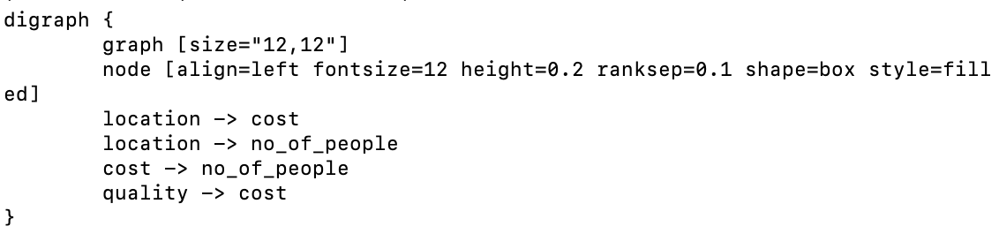 digraph {
graph [size="12,12"]
node [align=left fontsize=12 height=0.2 ranksep=0.1 shape=box style=fill
ed]
location -> cost
location -> no_of_people
cost -> no_of_people
quality -> cost
}